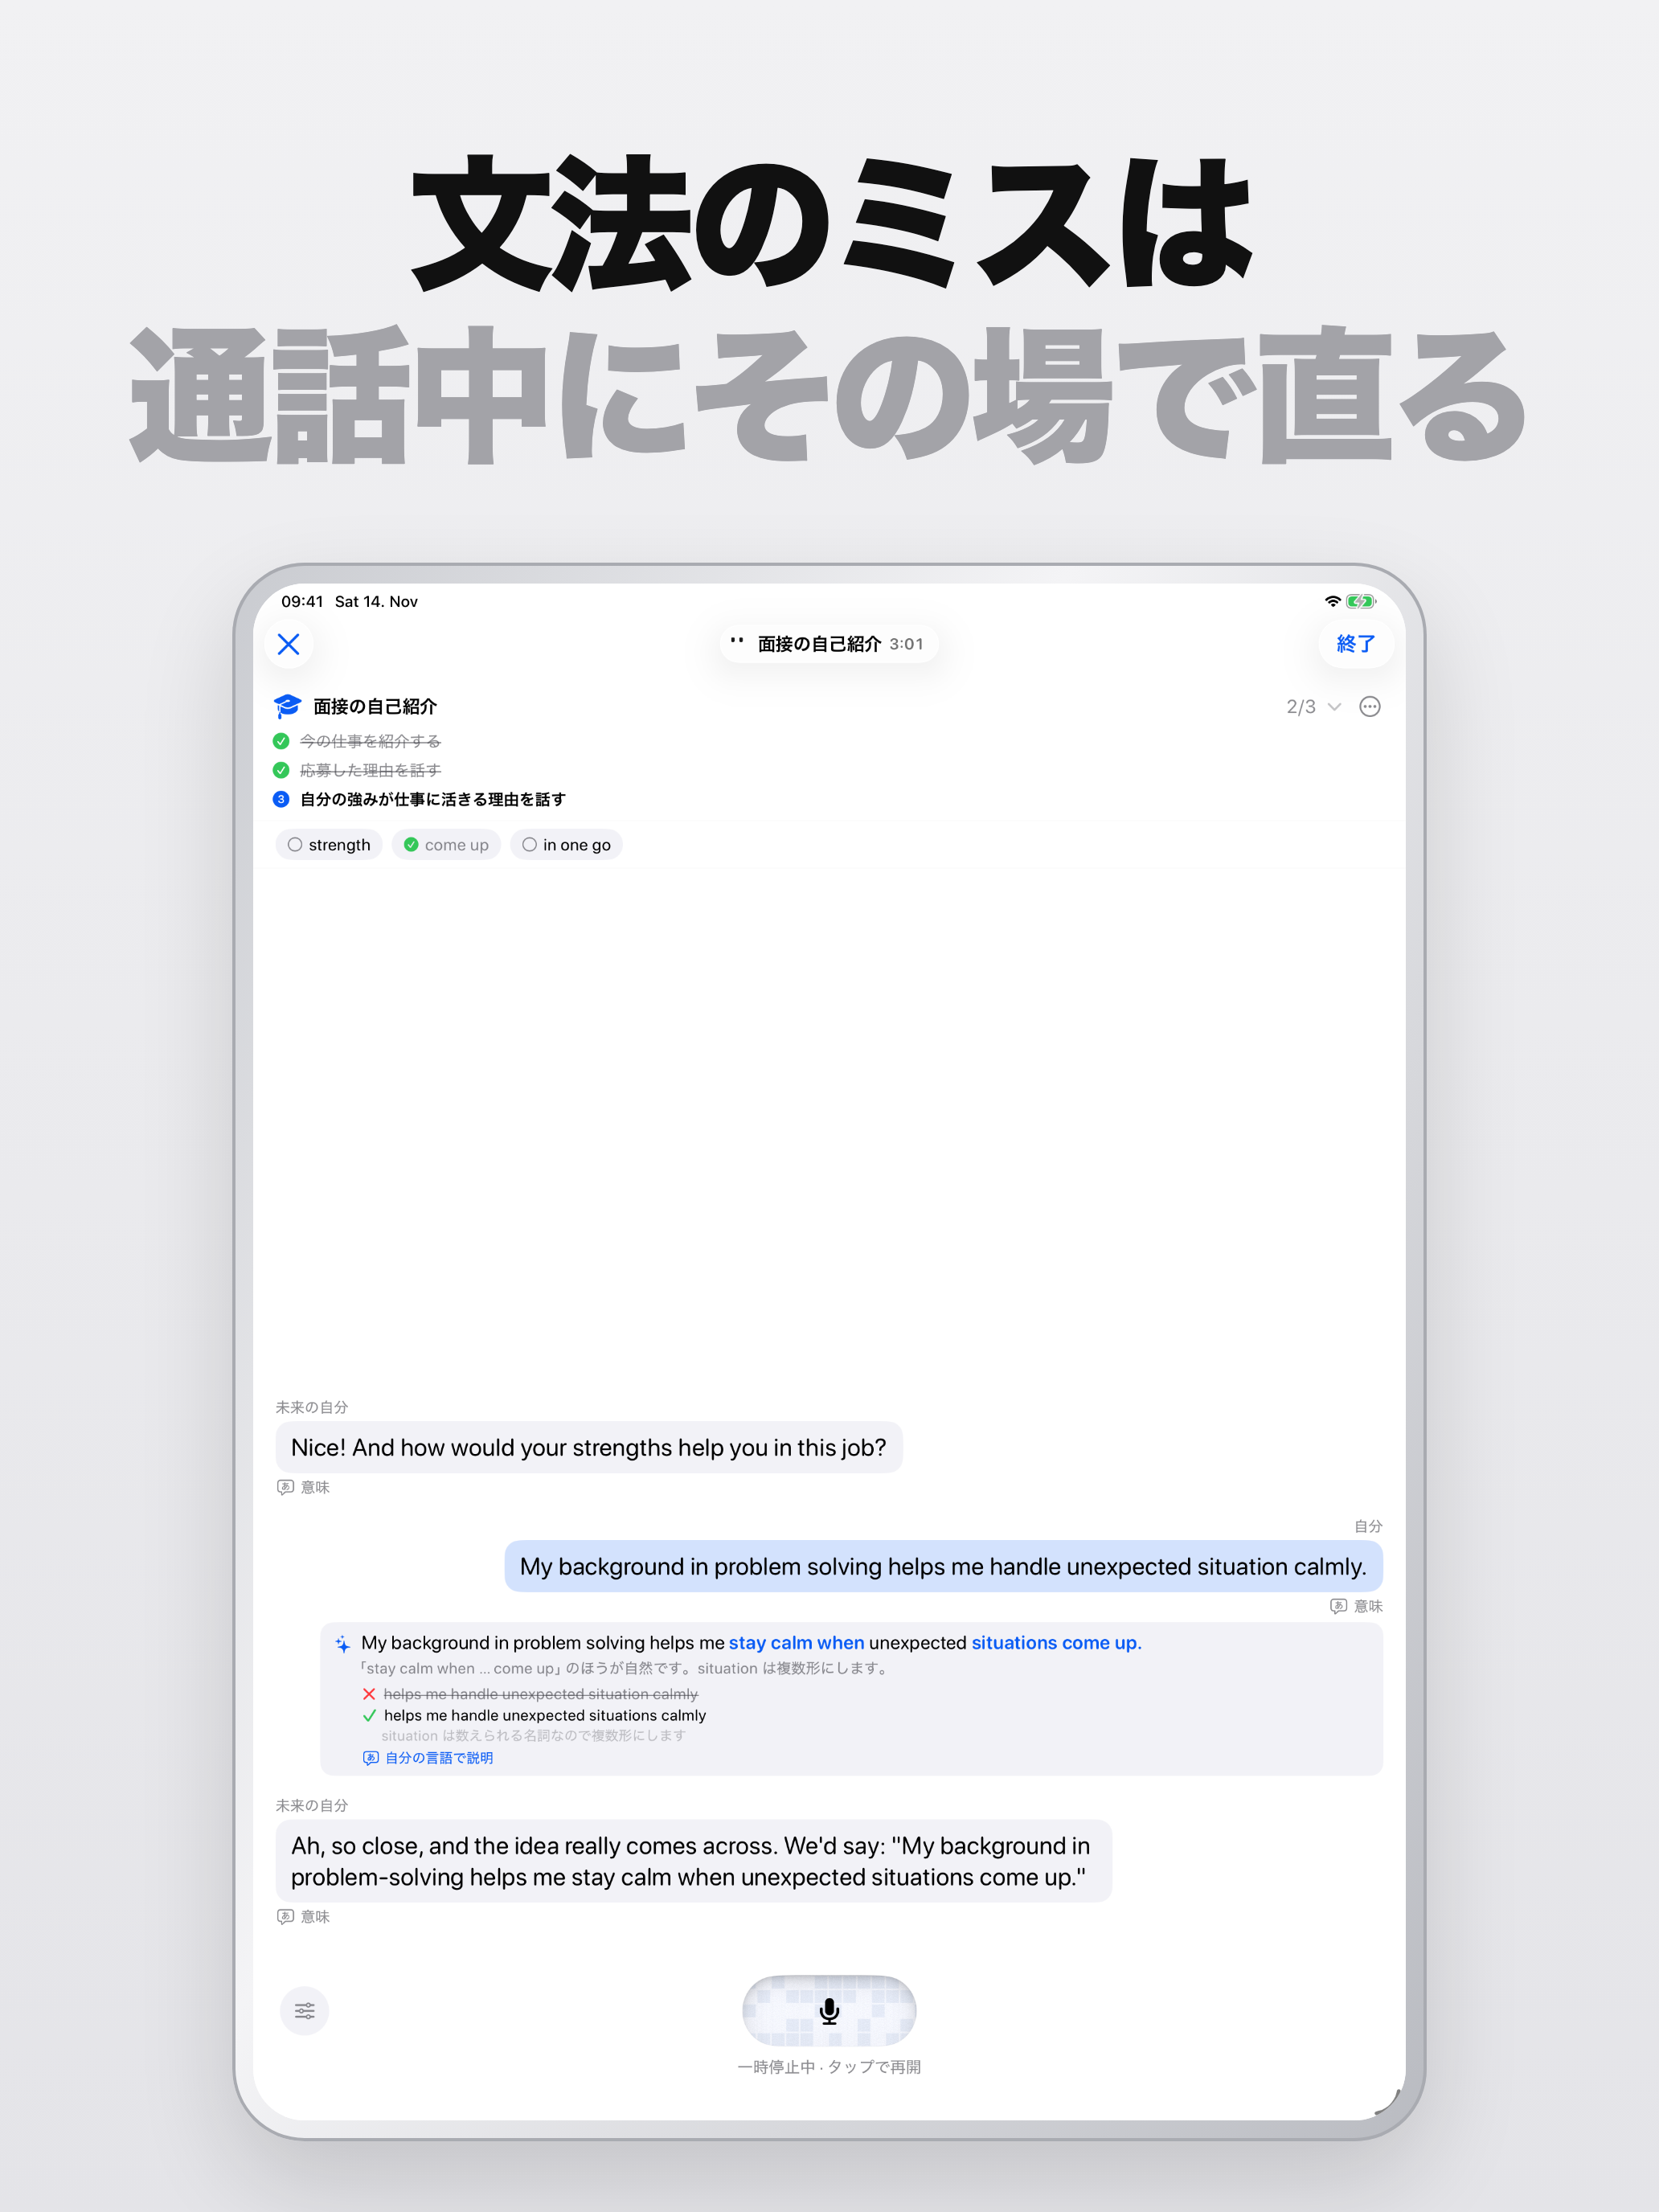 文法のミスは
通話中にその場で直る
09:41 Sat 14. Nov
面接の自己紹介 3:01
終了
面接の自己紹介
2/3
今の仕事を紹介する
応募した理由を話す
3 自分の強みが仕事に活きる理由を話す
strength
come up
in one go
未来の自分
Nice! And how would your strengths help you in this job?
あ 意味
自分
My background in problem solving helps me handle unexpected situation calmly.
あ 意味
My background in problem solving helps me stay calm when unexpected situations come up.
「stay calm when ... come up」のほうが自然です。situation は複数形にします。
helps me handle unexpected situation calmly
helps me handle unexpected situations calmly
situation は数えられる名詞なので複数形にします
あ 自分の言語で説明
未来の自分
Ah, so close, and the idea really comes across. We'd say: "My background in
problem-solving helps me stay calm when unexpected situations come up."
あ 意味
一時停止中 · タップで再開